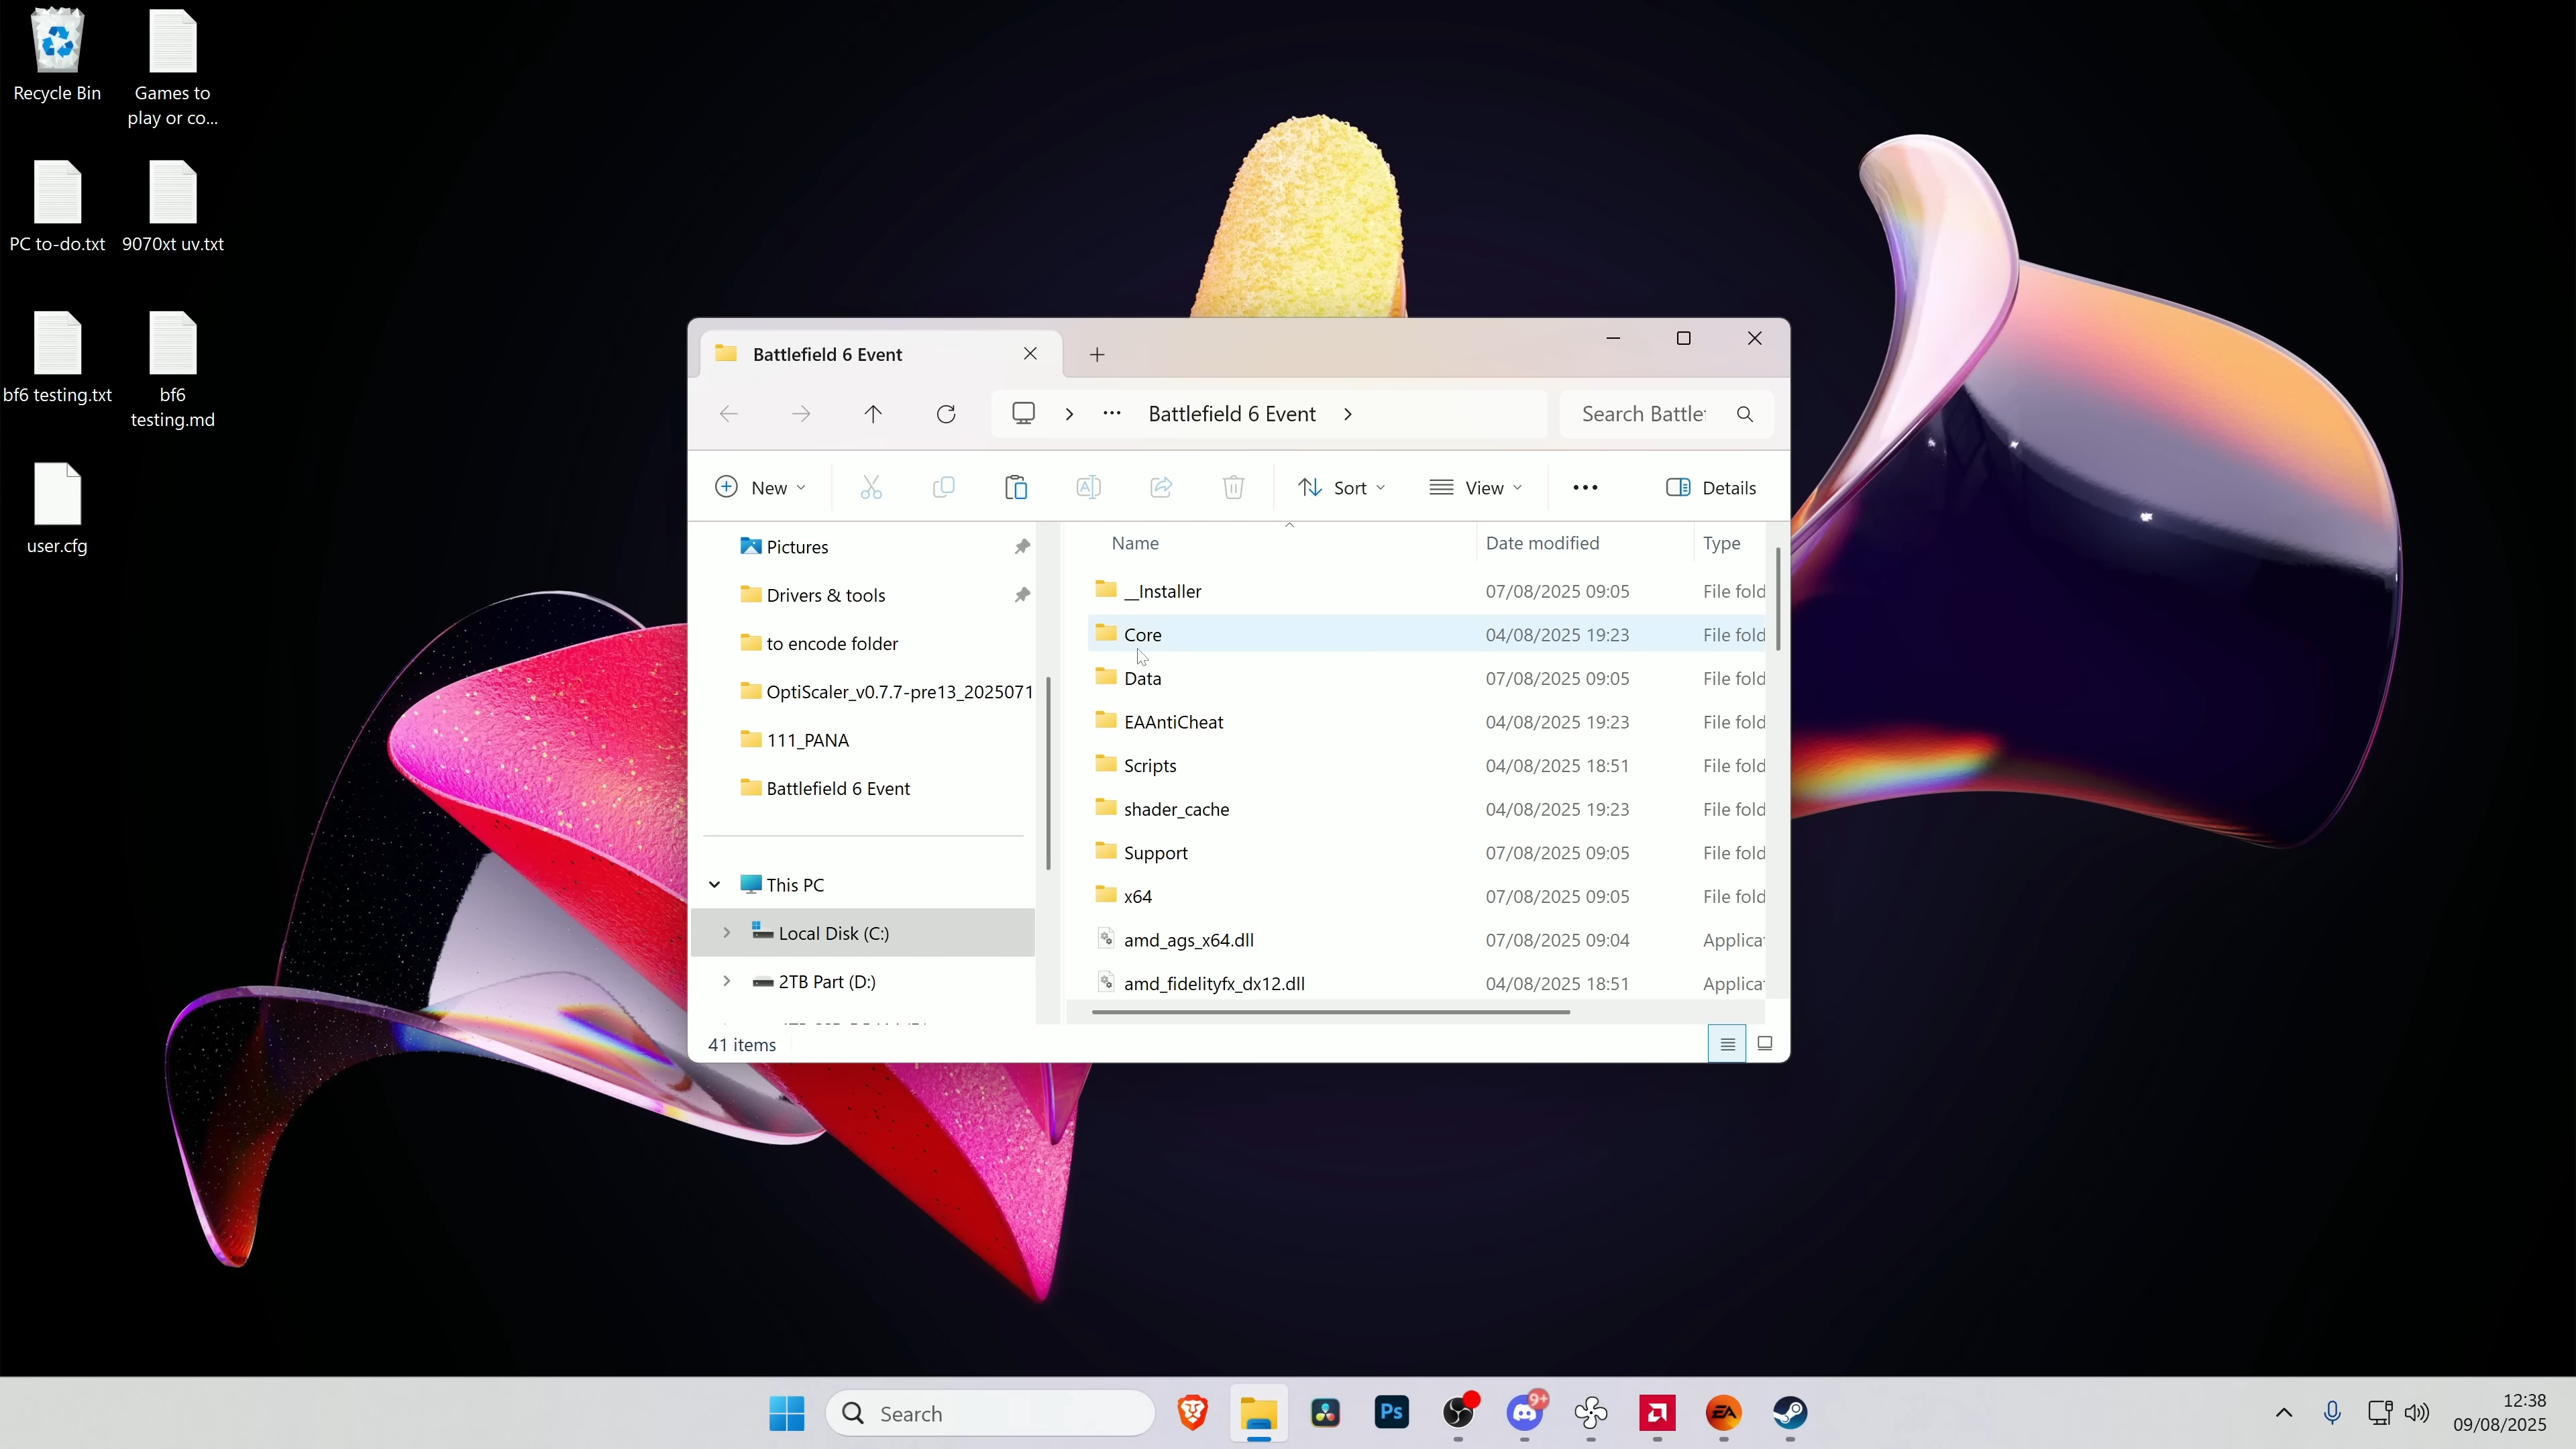 Recycle Bin
Games to
play or co...
PC to-do.txt
9070xt uv.txt
bf6 testing.txt
bf6
testing.md
user.cfg
Battlefield 6 Event
Battlefield 6 Event
Search Battle
New
Sort
View
Details
Pictures
Drivers & tools
to encode folder
OptiScaler_v0.7.7-pre13_2025071
111_PANA
Battlefield 6 Event
This PC
Local Disk (C:)
2TB Part (D:)
Name Date modified Type
__Installer 07/08/2025 09:05 File fold
Core 04/08/2025 19:23 File fold
Data 07/08/2025 09:05 File fold
EAAntiCheat 04/08/2025 19:23 File fold
Scripts 04/08/2025 18:51 File fold
shader_cache 04/08/2025 19:23 File fold
Support 07/08/2025 09:05 File fold
x64 07/08/2025 09:05 File fold
amd_ags_x64.dll 07/08/2025 09:04 Applica
amd_fidelityfx_dx12.dll 04/08/2025 18:51 Applica
41 items
Search
Ps
9+
EA
12:38
09/08/2025